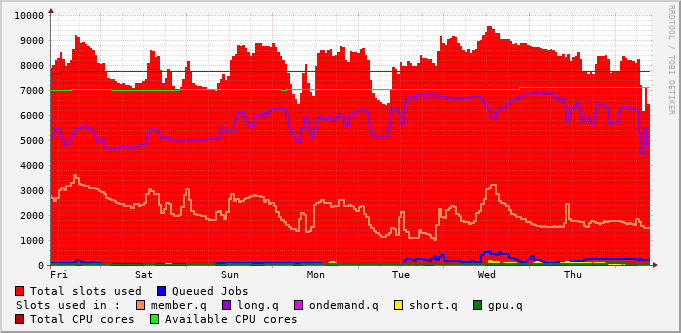 10000
9000
8000
7000
6000
5000
4000
3000
2000
1000
0
Fri Sat Sun Mon Tue Wed Thu
RRDTOOL / TOBI OETIKER
Total slots used Queued Jobs
Slots used in : member.q long.q ondemand.q short.q gpu.q
Total CPU cores Available CPU cores